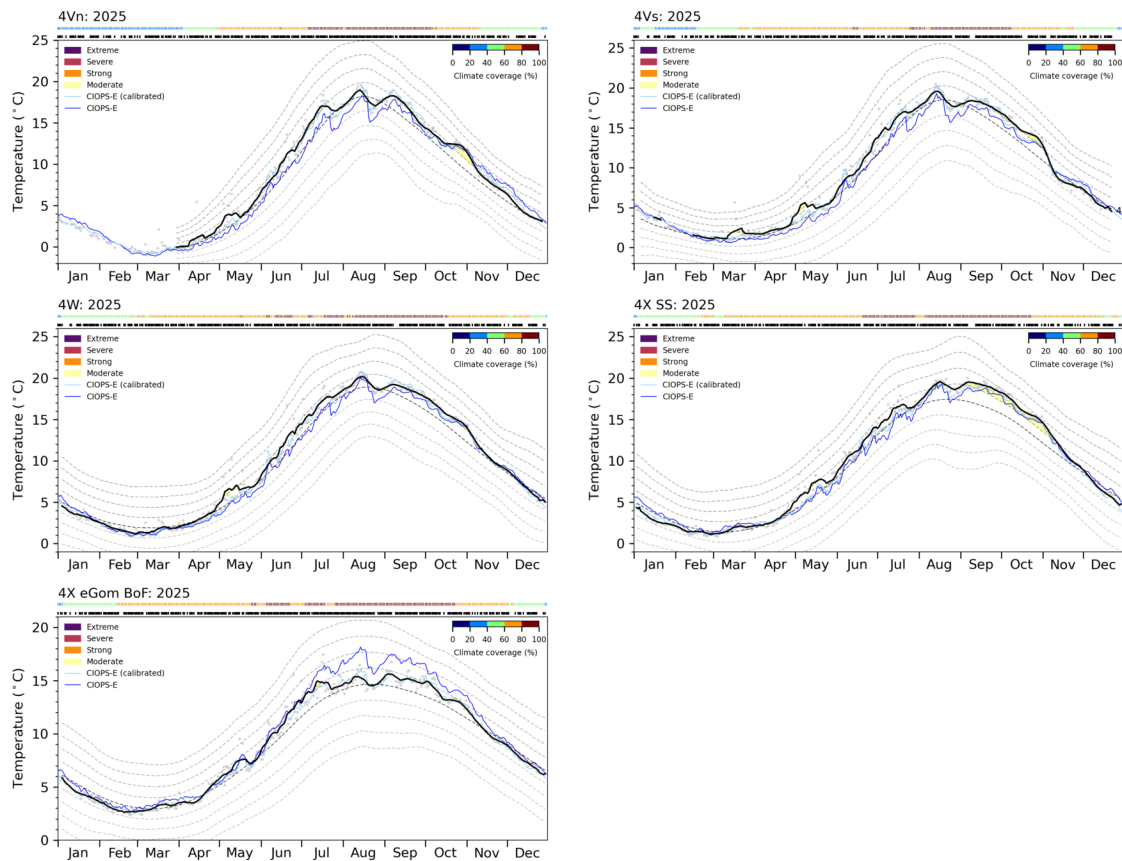 4Vn: 2025
25
20
15
10
5
0
Temperature (°C)
Extreme
Severe
Strong
Moderate
CIOPS-E (calibrated)
CIOPS-E
0 20 40 60 80 100
Climate coverage (%)
Jan Feb Mar Apr May Jun Jul Aug Sep Oct Nov Dec
4Vs: 2025
25
20
15
10
5
0
Temperature (°C)
Extreme
Severe
Strong
Moderate
CIOPS-E (calibrated)
CIOPS-E
0 20 40 60 80 100
Climate coverage (%)
4
Jan Feb Mar Apr May Jun Jul Aug Sep Oct Nov Dec
4W: 2025
25
20
15
10
5
0
Temperature (°C)
Extreme
Severe
Strong
Moderate
CIOPS-E (calibrated)
CIOPS-E
0 20 40 60 80 100
Climate coverage (%)
Jan Feb Mar Apr May Jun Jul Aug Sep Oct Nov Dec
4X SS: 2025
25
20
15
10
5
0
Temperature (°C)
Extreme
Severe
Strong
Moderate
CIOPS-E (calibrated)
CIOPS-E
0 20 40 60 80 100
Climate coverage (%)
Jan Feb Mar Apr May Jun Jul Aug Sep Oct Nov Dec
4X eGom BoF: 2025
20
15
10
5
0
Temperature (°C)
Extreme
Severe
Strong
Moderate
CIOPS-E (calibrated)
CIOPS-E
0 20 40 60 80 100
Climate coverage (%)
Jan Feb Mar Apr May Jun Jul Aug Sep Oct Nov Dec